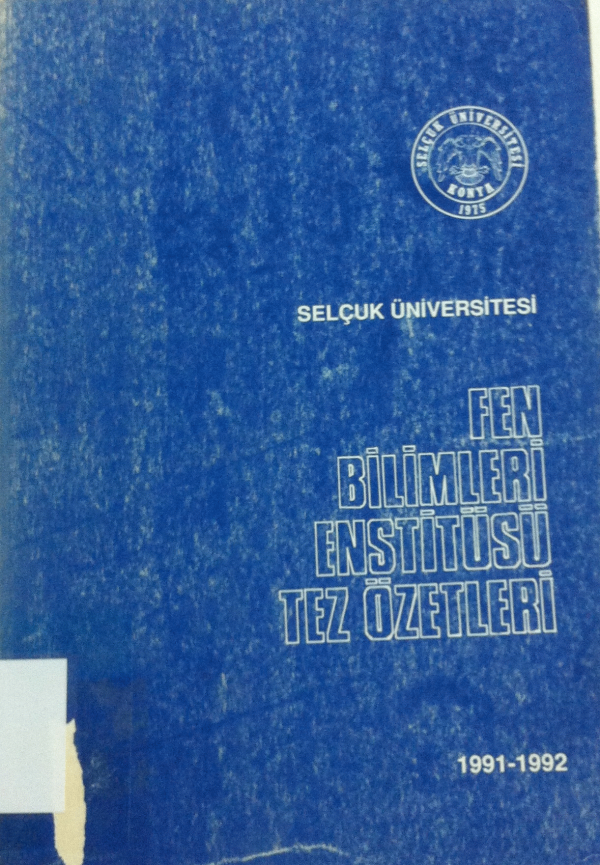 SELÇUK ÜNİVERSİTESİ
KONYA
1975
SELÇUK ÜNİVERSİTESİ
FEN
BİLİMLERİ
ENSTİTÜSÜ
TEZ ÖZETLERİ
1991-1992